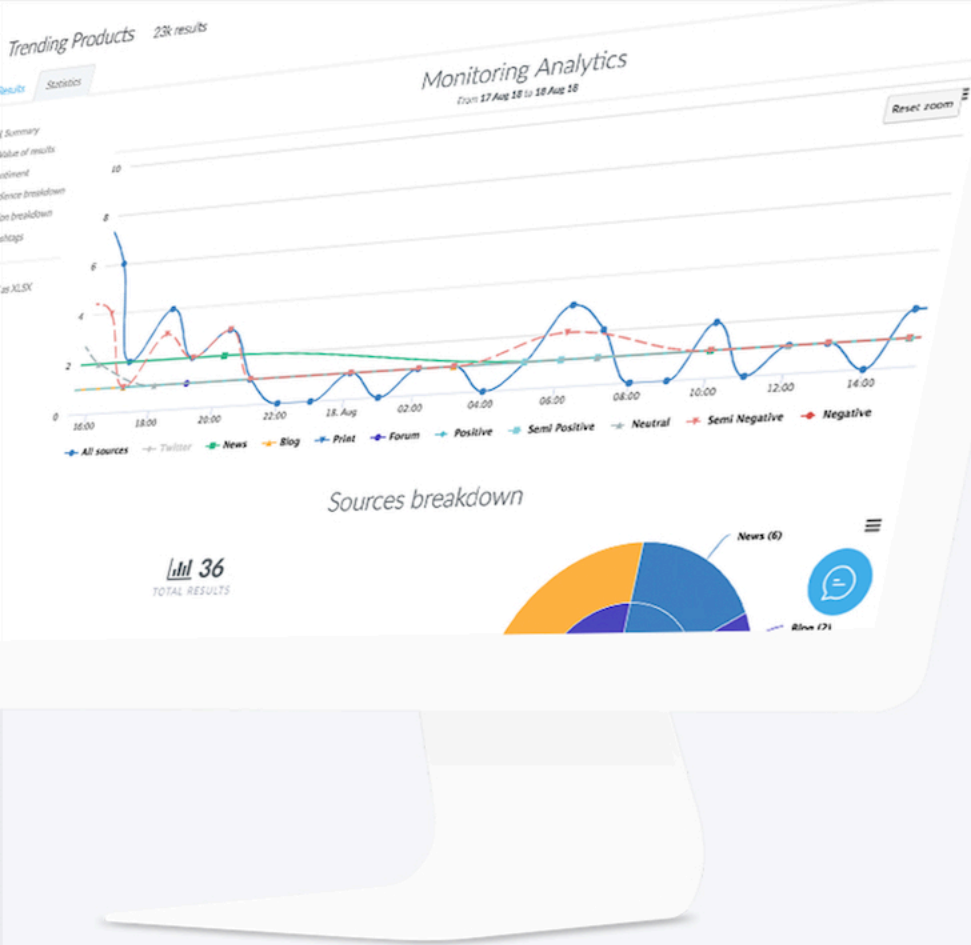 Trending Products 23k results
Results Statistics
Monitoring Analytics
From 17 Aug 18 to 18 Aug 18
Reset zoom
Summary
Value of results
ntiment
dience breakdown
on breakdown
shtags
as XLSX
10
8
6
4
2
0
16:00 18:00 20:00 22:00 18. Aug 02:00 04:00 06:00 08:00 10:00 12:00 14:00
All sources Twitter News Blog Print Forum Positive Semi Positive Neutral Semi Negative Negative
Sources breakdown
36
TOTAL RESULTS
News (6)
Blog (2)